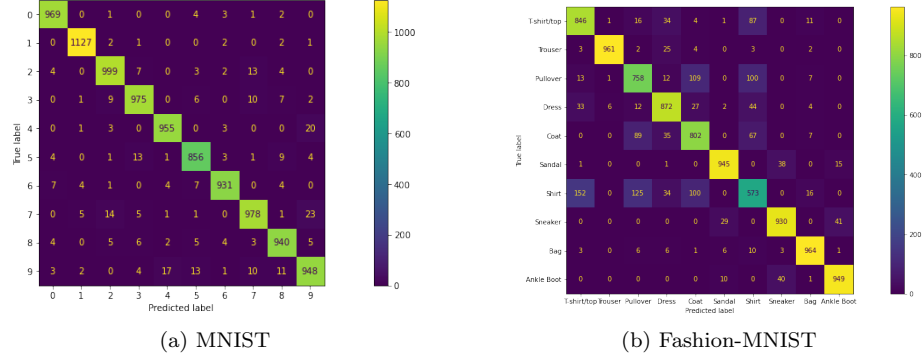 0 969 0 1 0 0 4 3 1 2 0
1 0 1127 2 1 0 0 2 0 2 1
2 4 0 999 7 0 3 2 13 4 0
3 0 1 9 975 0 6 0 10 7 2
4 0 1 3 0 955 0 3 0 0 20
5 4 0 1 13 1 856 3 1 9 4
6 7 4 1 0 4 7 931 0 4 0
7 0 5 14 5 1 1 0 978 1 23
8 4 0 5 6 2 5 4 3 940 5
9 3 2 0 4 17 13 1 10 11 948
0 1 2 3 4 5 6 7 8 9
Predicted label
True label
1000
800
600
400
200
0
(a) MNIST
T-shirt/top 846 1 16 34 4 1 87 0 11 0
Trouser 3 961 2 25 4 0 3 0 2 0
Pullover 13 1 758 12 109 0 100 0 7 0
Dress 33 6 12 872 27 2 44 0 4 0
Coat 0 0 89 35 802 0 67 0 7 0
Sandal 1 0 1 0 0 945 0 38 0 15
Shirt 152 0 125 34 100 0 573 0 16 0
Sneaker 0 0 0 0 0 29 0 930 0 41
Bag 3 0 6 6 1 6 10 3 964 1
Ankle Boot 0 0 0 0 0 10 0 40 1 949
T-shirt/top Trouser Pullover Dress Coat Sandal Shirt Sneaker Bag Ankle Boot
Predicted label
True label
800
600
400
200
0
(b) Fashion-MNIST